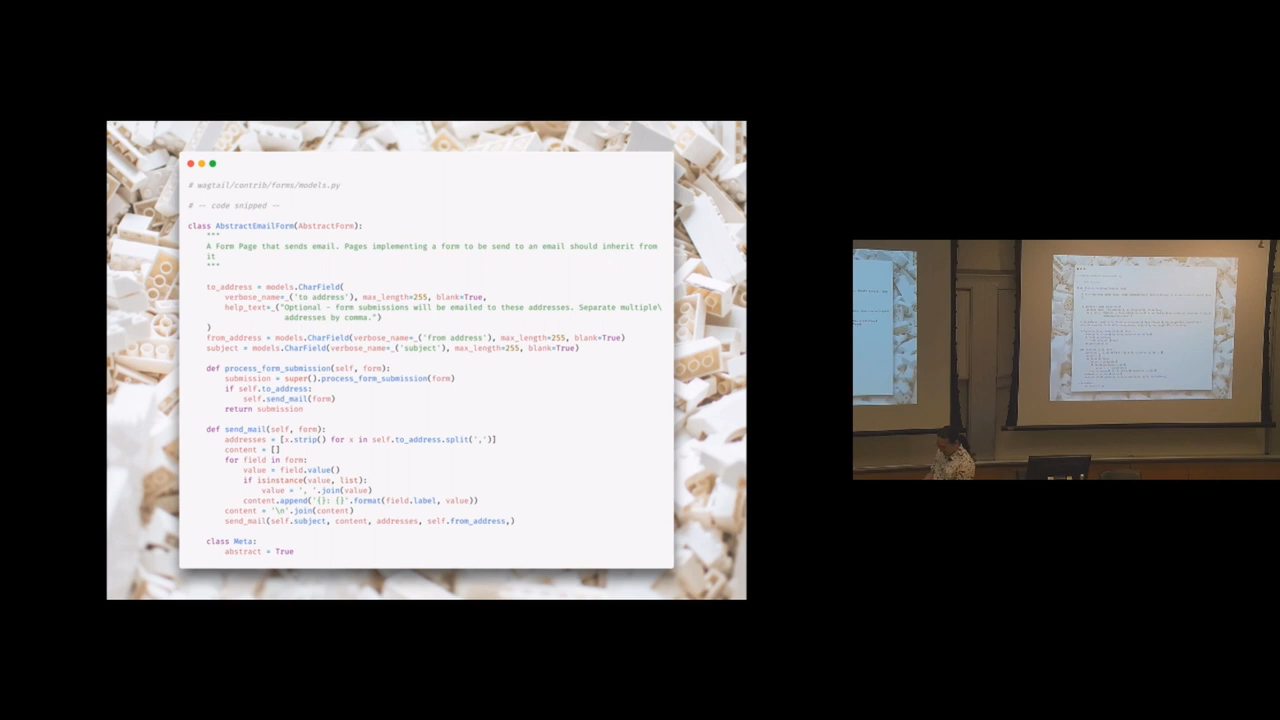 # wagtail/contrib/forms/models.py
# -- code snipped --
class AbstractEmailForm(AbstractForm):
"""
A Form Page that sends email. Pages implementing a form to be send to an email should inherit from
it
"""
to_address = models.CharField(
verbose_name=_('to address'), max_length=255, blank=True,
help_text=_("Optional - form submissions will be emailed to these addresses. Separate multiple\
addresses by comma.")
)
from_address = models.CharField(verbose_name=_('from address'), max_length=255, blank=True)
subject = models.CharField(verbose_name=_('subject'), max_length=255, blank=True)
def process_form_submission(self, form):
submission = super().process_form_submission(form)
if self.to_address:
self.send_mail(form)
return submission
def send_mail(self, form):
addresses = [x.strip() for x in self.to_address.split(',')]
content = []
for field in form:
value = field.value()
if isinstance(value, list):
value = ', '.join(value)
content.append('{}: {}'.format(field.label, value))
content = '\n'.join(content)
send_mail(self.subject, content, addresses, self.from_address,)
class Meta:
abstract = True